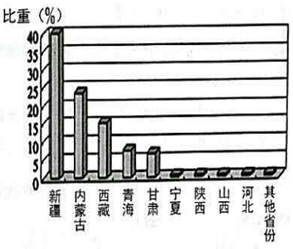 比重(%)
40
35
30
25
20
15
10
5
0
新疆
内蒙古
西藏
青海
甘肃
宁夏
陕西
山西
河北
其他省份